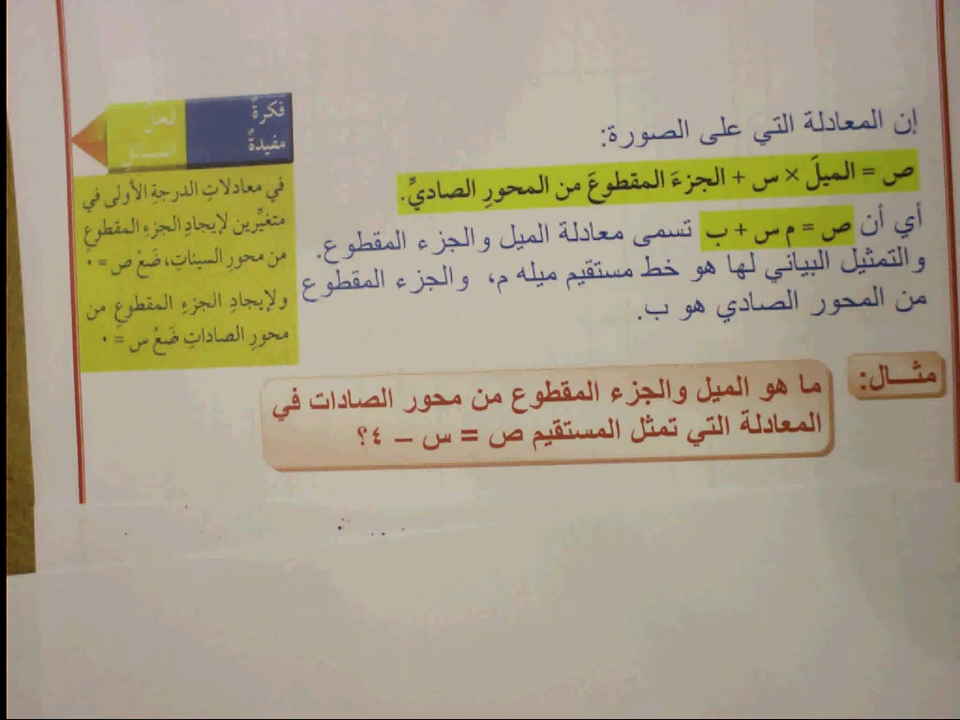 إن المعادلة التي على الصورة:
ص = الميلَ × س + الجزءَ المقطوعَ من المحورِ الصاديِّ.
أي أن ص = م س + ب تسمى معادلة الميل والجزء المقطوع.
والتمثيل البياني لها هو خط مستقيم ميله م، والجزء المقطوع
من المحور الصادي هو ب.
فكرةٌ
مفيدةٌ
لحل
المسائل
في معادلاتِ الدرجةِ الأولى في
متغيِّرين لإيجادِ الجزءِ المقطوعِ
من محورِ السيناتِ، ضَعْ ص = ٠
ولإيجادِ الجزءِ المقطوعِ من
محورِ الصاداتِ ضَعْ س = ٠
مثــال:
ما هو الميل والجزء المقطوع من محور الصادات في
المعادلة التي تمثل المستقيم ص = س – ٤؟